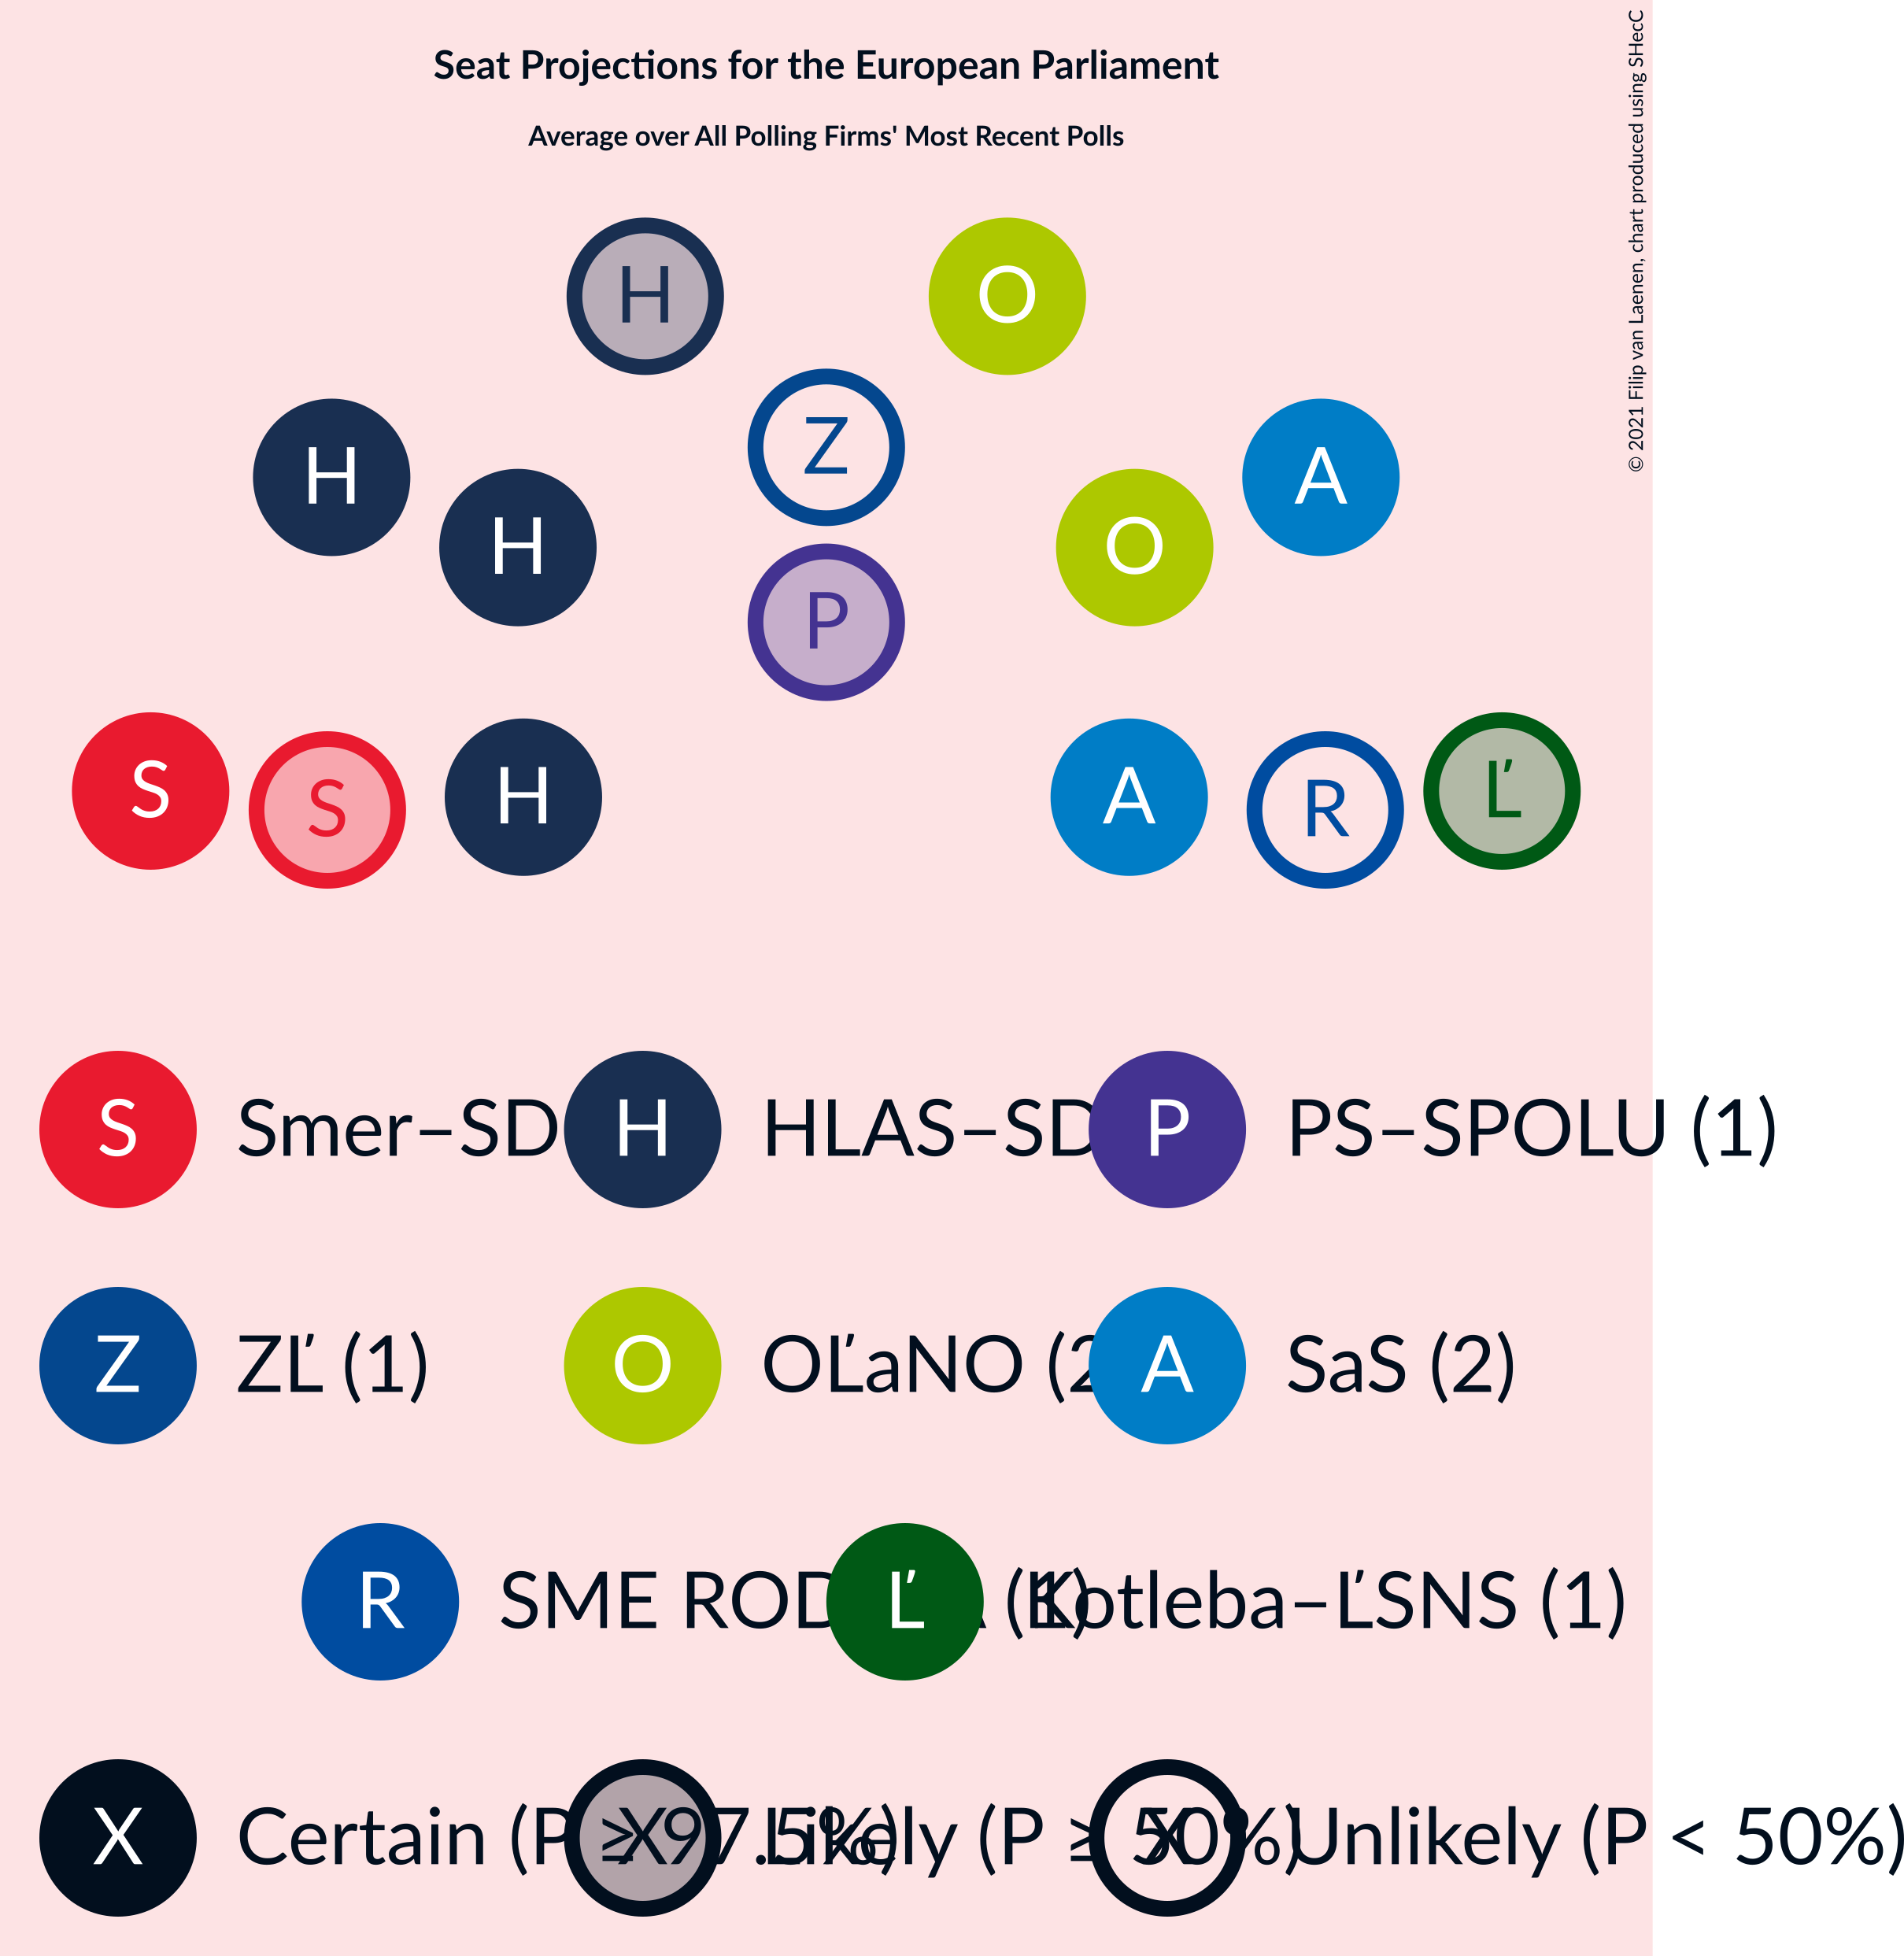 Seat Projections for the European Parliament
Average over All Polling Firms' Most Recent Polls
© 2021 Filip van Laenen, chart produced using SHecC
H O
Z
H A
H O
P
S H A Ľ
S R
S Smer–SD H HLAS–SD P PS–SPOLU (1)
Z ZĽ (1) O OĽaNO (2 A SaS (2)
R SME Ľ (1) Kotleba–ĽSNS (1)
X Certain (P ≥ 97.5%) X Likely (P ≥ 50%) X Unlikely (P < 50%)